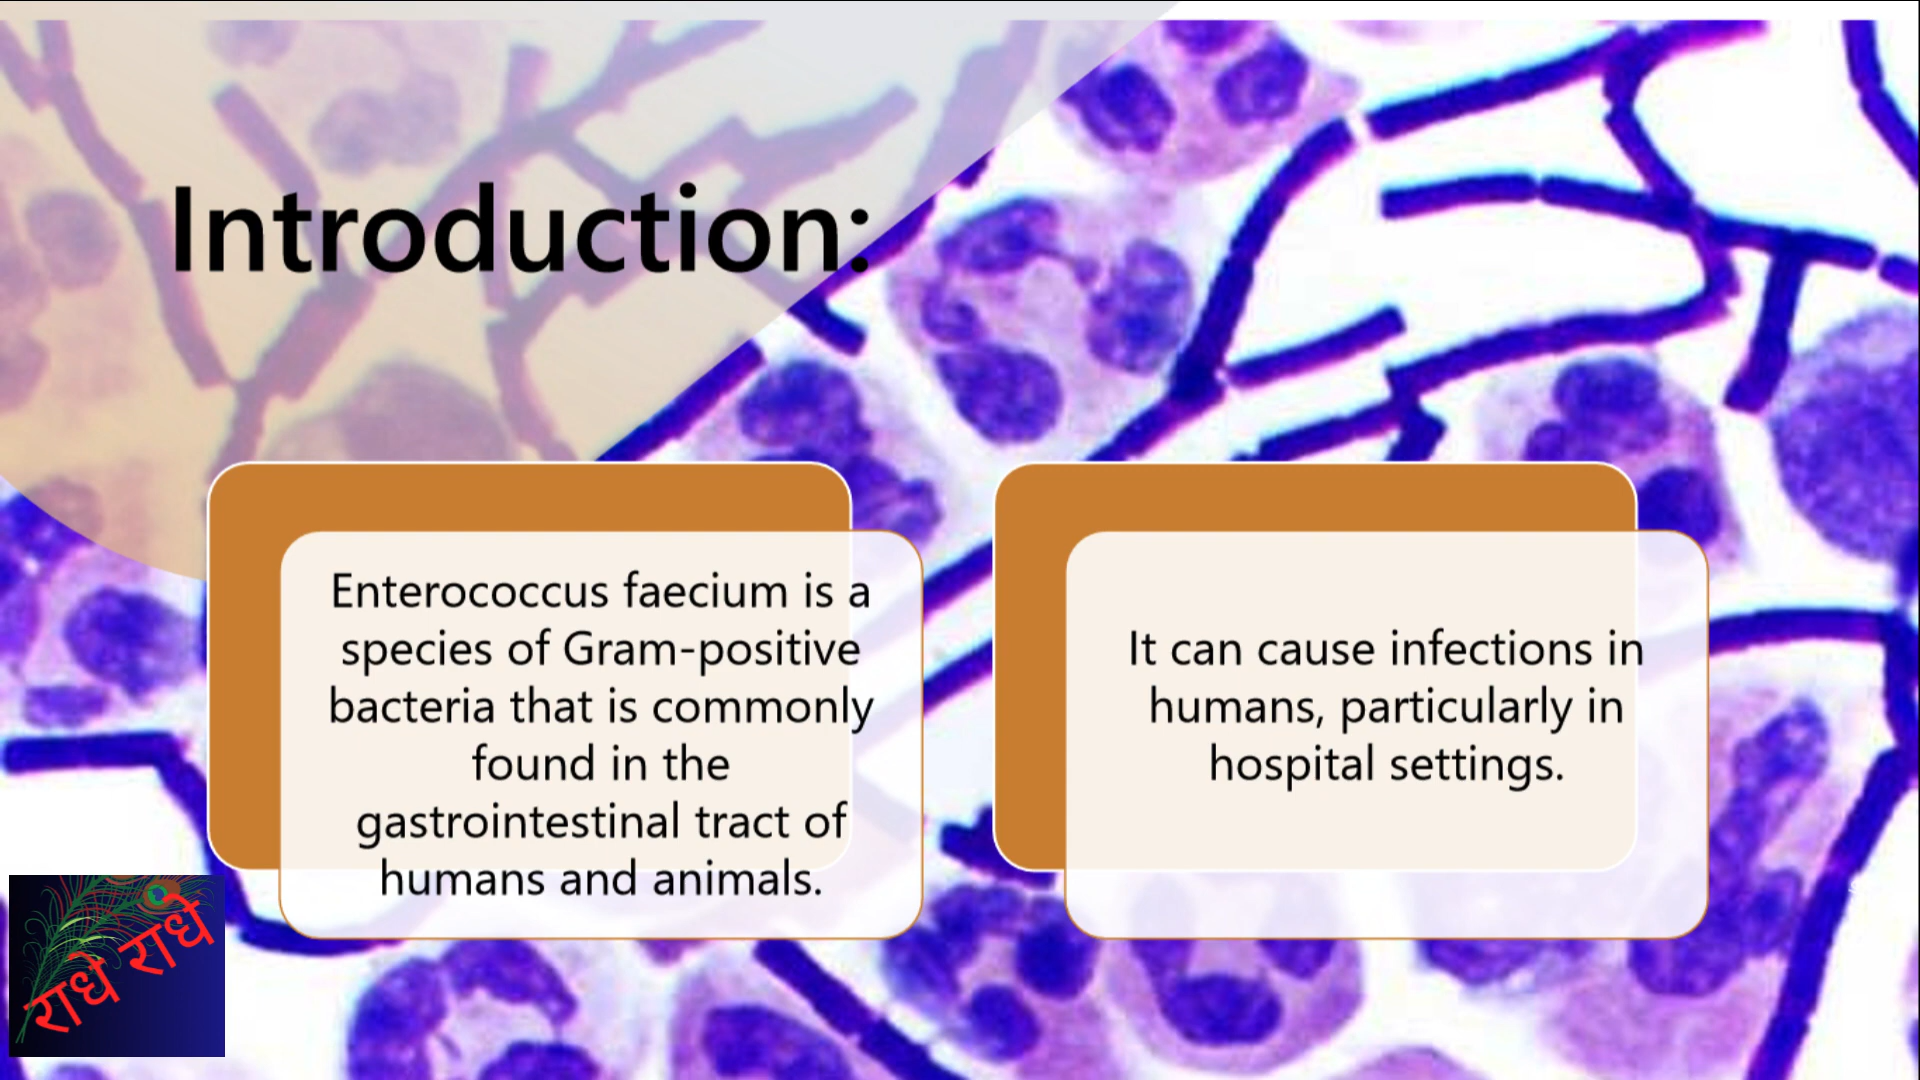 Introduction:
Enterococcus faecium is a
species of Gram-positive
bacteria that is commonly
found in the
gastrointestinal tract of
humans and animals.
It can cause infections in
humans, particularly in
hospital settings.
राधे राधे